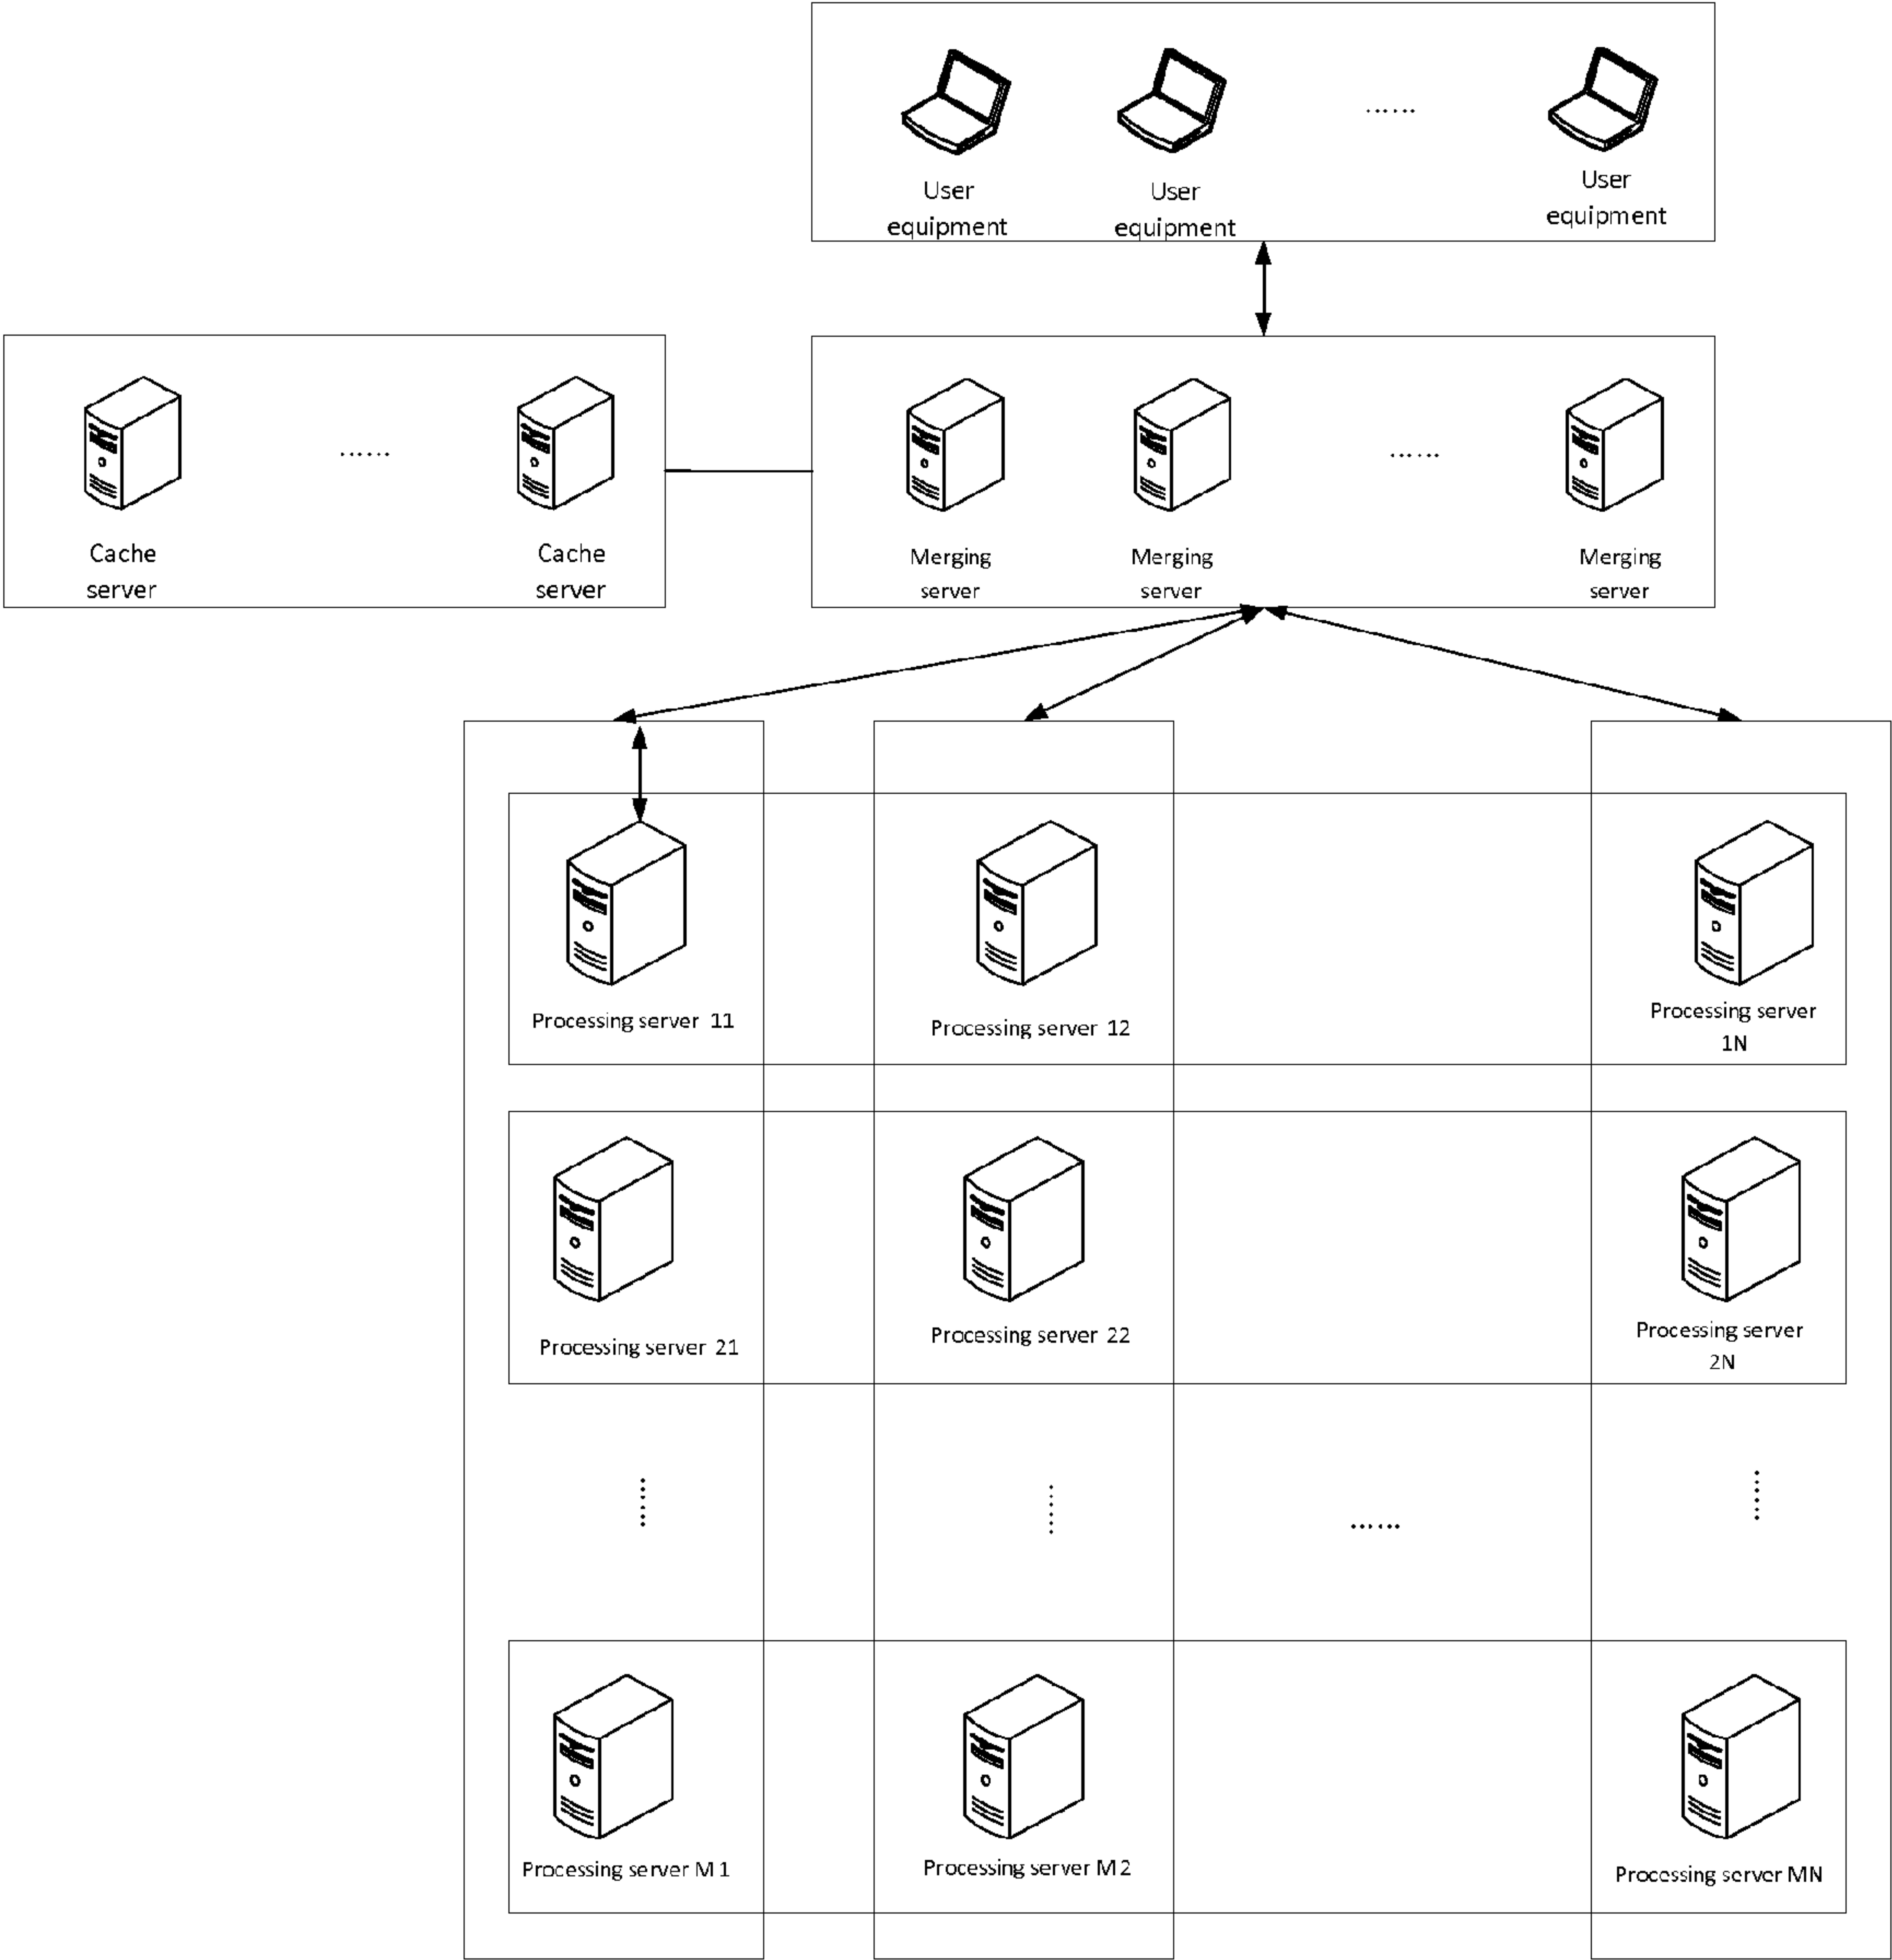 User
equipment
User
equipment
......
User
equipment
Cache
server
......
Cache
server
Merging
server
Merging
server
......
Merging
server
Processing server 11
Processing server 12
Processing server
1N
Processing server 21
Processing server 22
Processing server
2N
......
......
......
......
Processing server M1
Processing server M2
Processing server MN